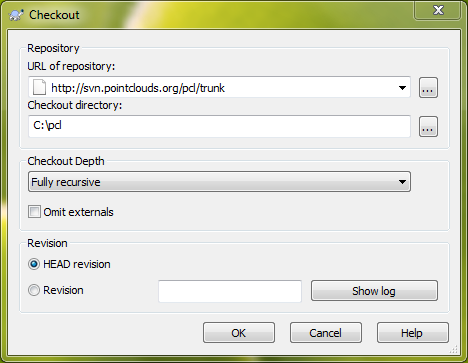 Checkout
Repository
URL of repository:
http://svn.pointclouds.org/pcl/trunk
...
Checkout directory:
C:\pcl
...
Checkout Depth
Fully recursive
Omit externals
Revision
HEAD revision
Revision
Show log
OK Cancel Help